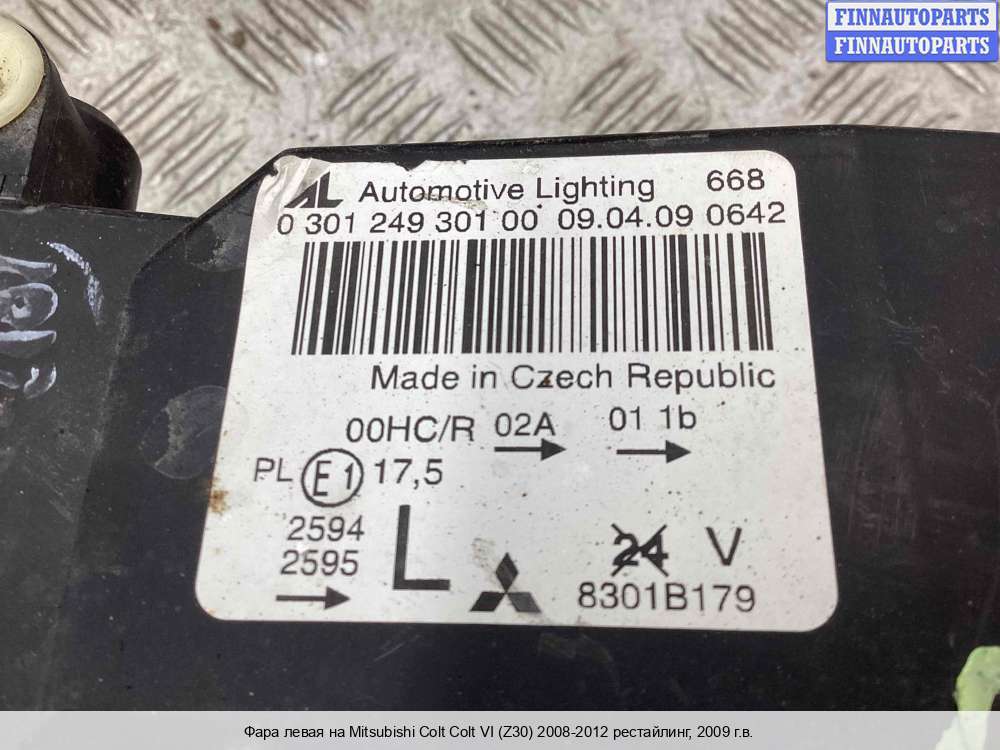 FINNAUTOPARTS
FINNAUTOPARTS
AL Automotive Lighting 668
0 301 249 301 00 09.04.09 0642
Made in Czech Republic
00HC/R 02A 01 1b
PL E1 17,5
2594
2595
L
24 V
8301B179
Фара левая на Mitsubishi Colt Colt VI (Z30) 2008-2012 рестайлинг, 2009 г.в.